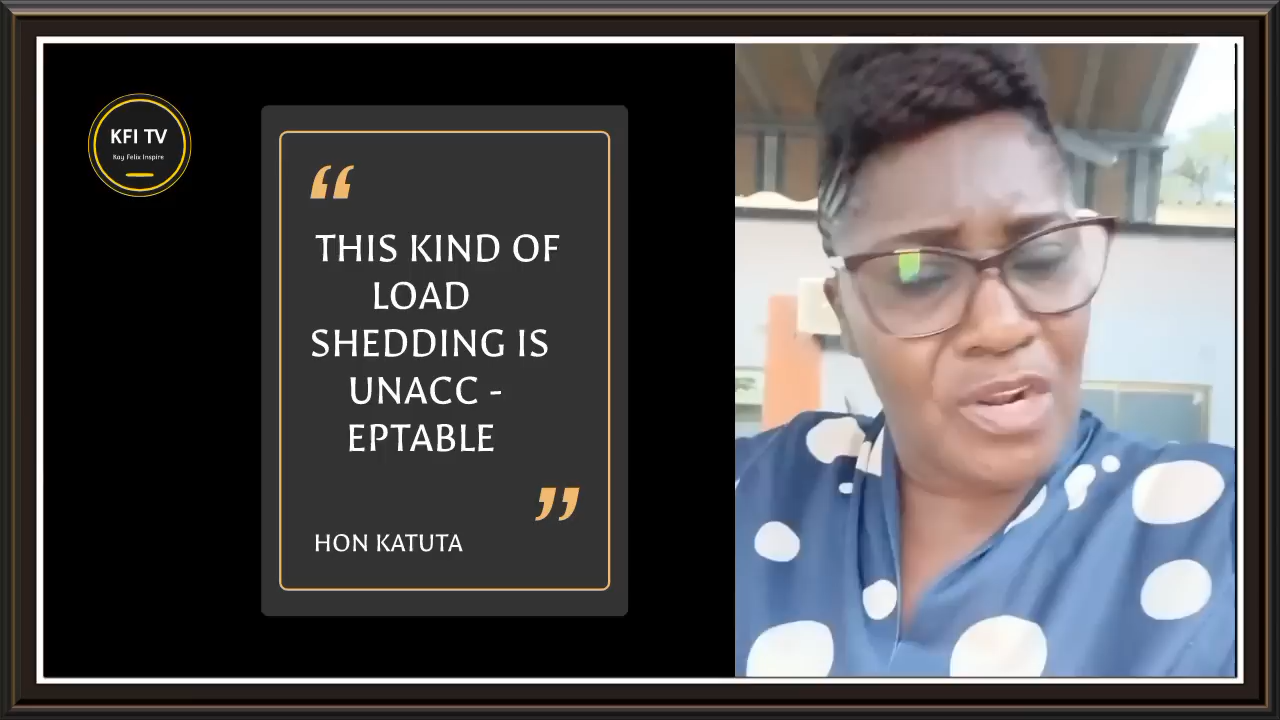 KFI TV
Kay Felix Inspire
“
THIS KIND OF
LOAD
SHEDDING IS
UNACC -
EPTABLE
”
HON KATUTA